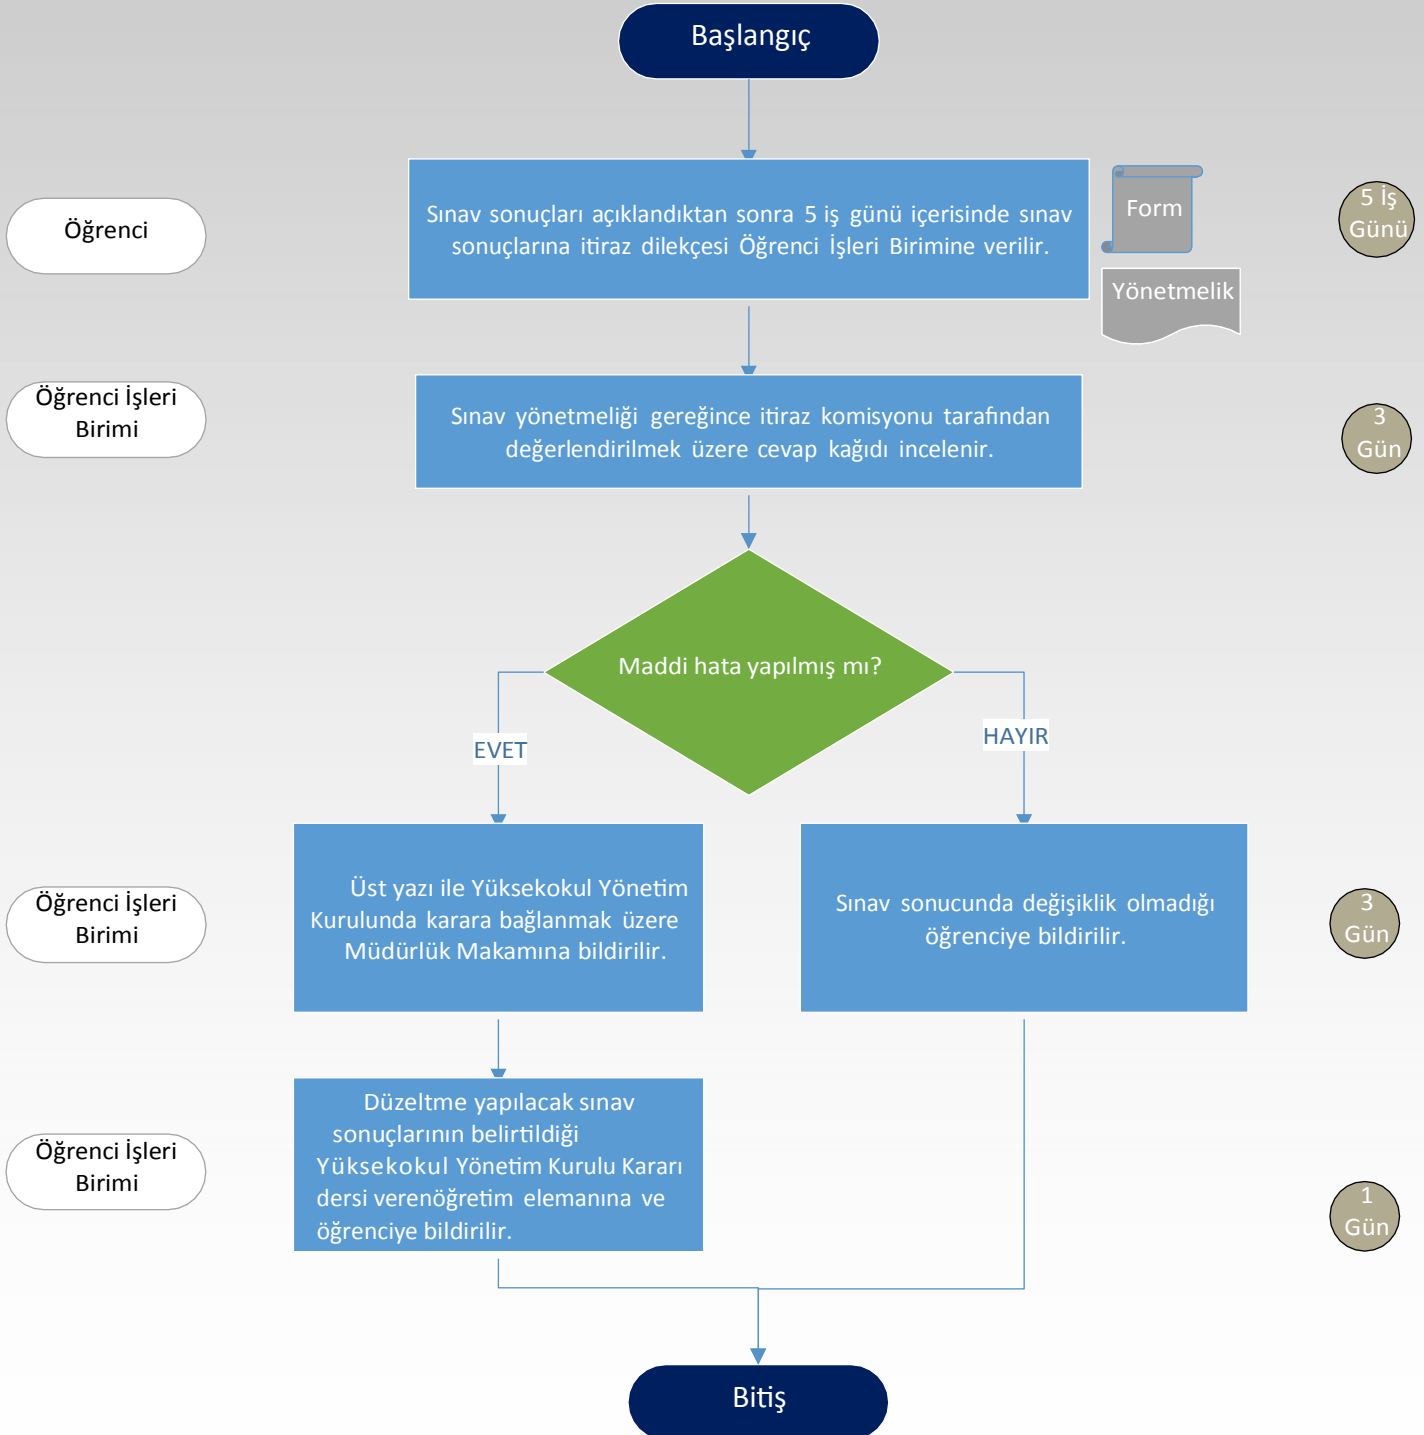 Başlangıç
Öğrenci
Sınav sonuçları açıklandıktan sonra 5 iş günü içerisinde sınav
sonuçlarına itiraz dilekçesi Öğrenci İşleri Birimine verilir.
Form
Yönetmelik
5 İş
Günü
Öğrenci İşleri
Birimi
Sınav yönetmeliği gereğince itiraz komisyonu tarafından
değerlendirilmek üzere cevap kağıdı incelenir.
3
Gün
Maddi hata yapılmış mı?
EVET
HAYIR
Öğrenci İşleri
Birimi
Üst yazı ile Yüksekokul Yönetim
Kurulunda karara bağlanmak üzere
Müdürlük Makamına bildirilir.
Sınav sonucunda değişiklik olmadığı
öğrenciye bildirilir.
3
Gün
Öğrenci İşleri
Birimi
Düzeltme yapılacak sınav
sonuçlarının belirtildiği
Yüksekokul Yönetim Kurulu Kararı
dersi verenöğretim elemanına ve
öğrenciye bildirilir.
1
Gün
Bitiş